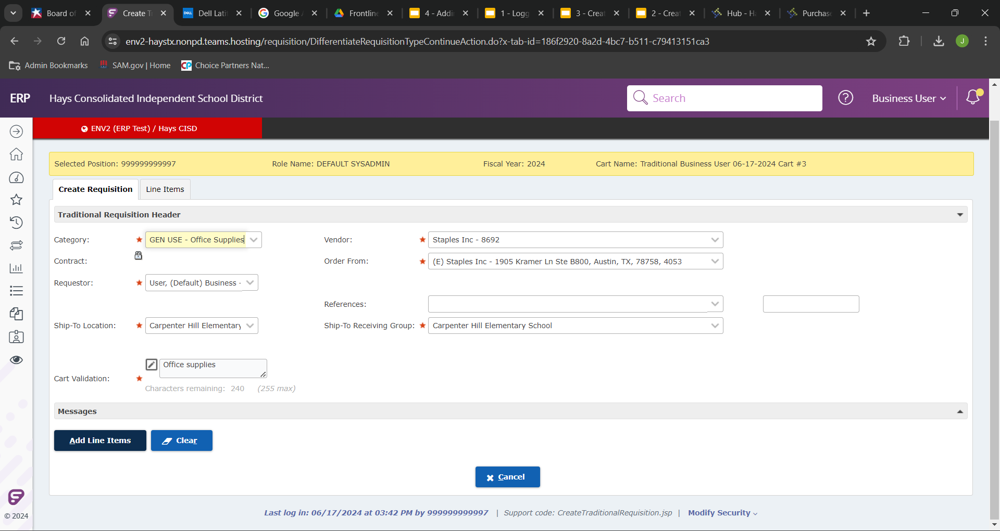 Board of
Create T
Dell Lati
Google
Frontline
4 - Addi
1 - Logg
3 - Creat
2 - Creat
Hub - Ha
Purchase
env2-haystx.nonpd.teams.hosting/requisition/DifferentiateRequisitionTypeContinueAction.do?x-tab-id=186f2920-8a2d-4bc7-b511-c79413151ca3
J
Admin Bookmarks
SAM.gov | Home
CP Choice Partners Nat...
ERP Hays Consolidated Independent School District
Search
Business User
ENV2 (ERP Test) / Hays CISD
Selected Position: 999999999997
Role Name: DEFAULT SYSADMIN
Fiscal Year: 2024
Cart Name: Traditional Business User 06-17-2024 Cart #3
Create Requisition
Line Items
Traditional Requisition Header
Category: GEN USE - Office Supplies
Vendor: Staples Inc - 8692
Contract:
Order From: (E) Staples Inc - 1905 Kramer Ln Ste B800, Austin, TX, 78758, 4053
Requestor: User, (Default) Business -
References:
Ship-To Location: Carpenter Hill Elementary
Ship-To Receiving Group: Carpenter Hill Elementary School
Office supplies
Cart Validation:
Characters remaining: 240 (255 max)
Messages
Add Line Items
Clear
Cancel
© 2024
Last log in: 06/17/2024 at 03:42 PM by 999999999997 | Support code: CreateTraditionalRequisition.jsp | Modify Security